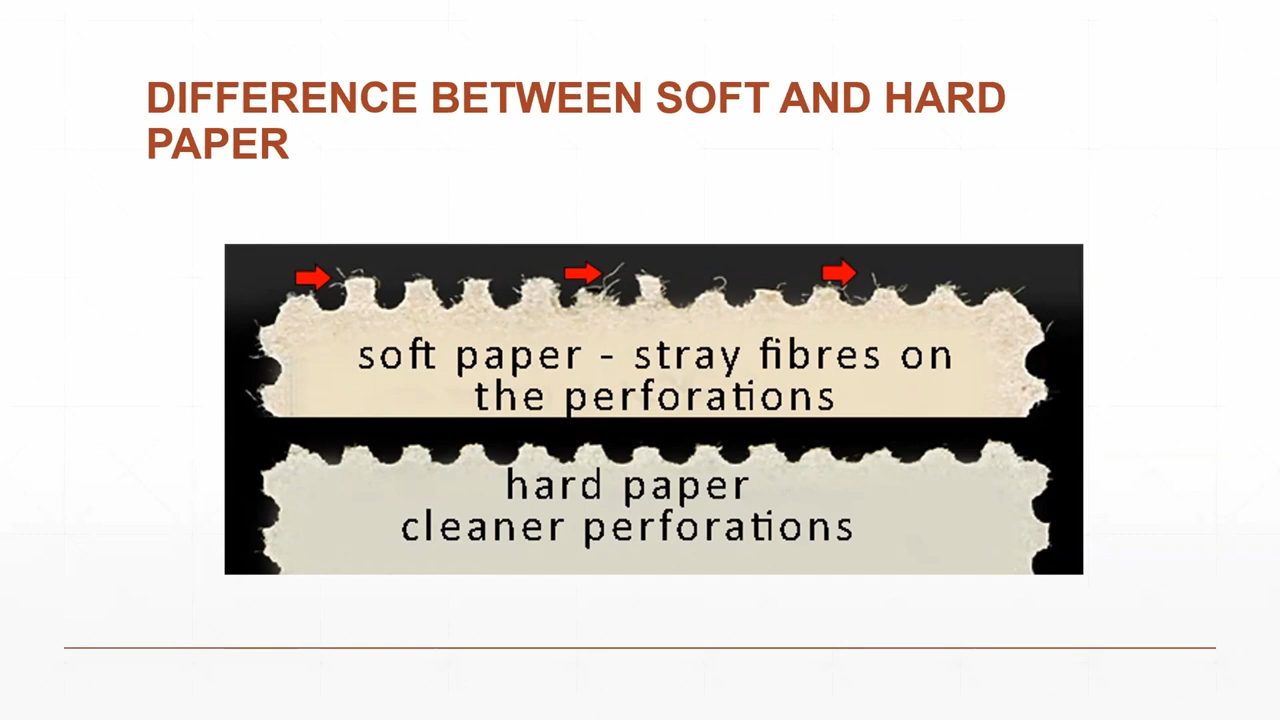 DIFFERENCE BETWEEN SOFT AND HARD
PAPER
soft paper - stray fibres on
the perforations
hard paper
cleaner perforations